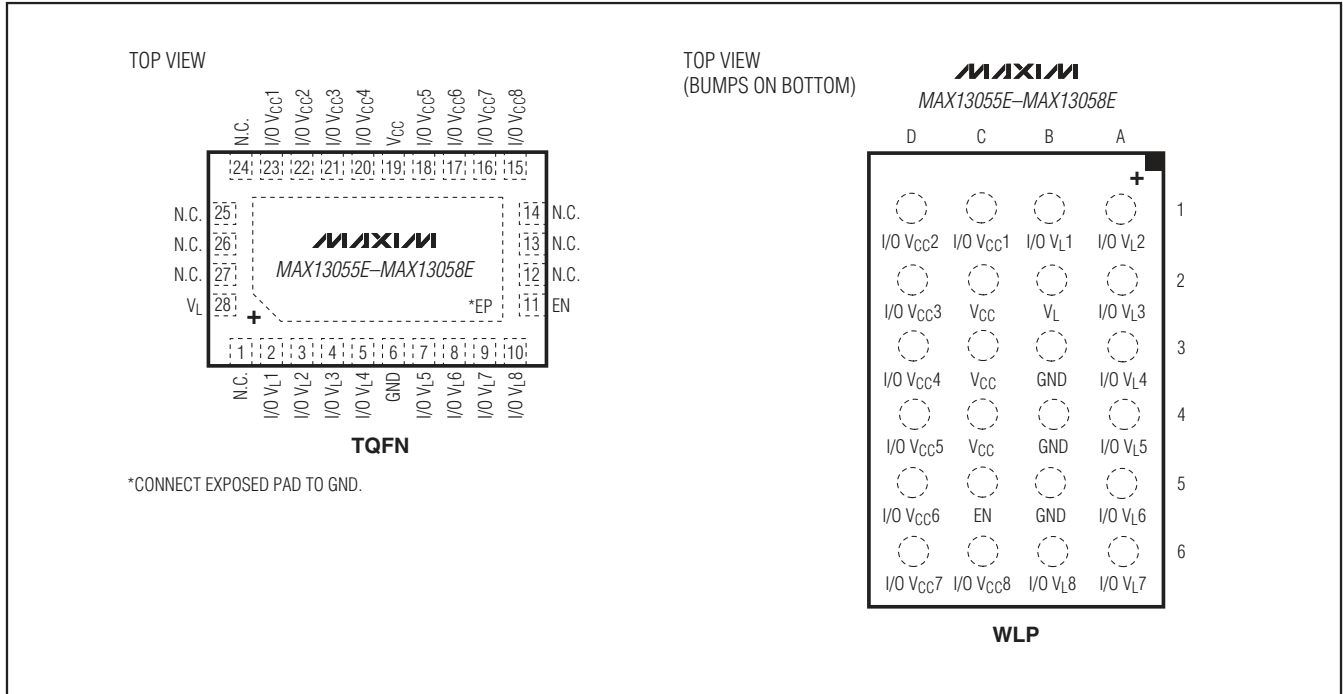 TOP VIEW
N.C.
I/O VCC1
I/O VCC2
I/O VCC3
I/O VCC4
VCC
I/O VCC5
I/O VCC6
I/O VCC7
I/O VCC8
24 23 22 21 20 19 18 17 16 15
N.C. 25 14 N.C.
N.C. 26 MAXIM 13 N.C.
N.C. 27 MAX13055E–MAX13058E 12 N.C.
VL 28 *EP 11 EN
+
1 2 3 4 5 6 7 8 9 10
N.C.
I/O VL1
I/O VL2
I/O VL3
I/O VL4
GND
I/O VL5
I/O VL6
I/O VL7
I/O VL8
TQFN
*CONNECT EXPOSED PAD TO GND.
TOP VIEW
(BUMPS ON BOTTOM)
MAXIM
MAX13055E–MAX13058E
D C B A
+
1
I/O VCC2 I/O VCC1 I/O VL1 I/O VL2
2
I/O VCC3 VCC VL I/O VL3
3
I/O VCC4 VCC GND I/O VL4
4
I/O VCC5 VCC GND I/O VL5
5
I/O VCC6 EN GND I/O VL6
6
I/O VCC7 I/O VCC8 I/O VL8 I/O VL7
WLP